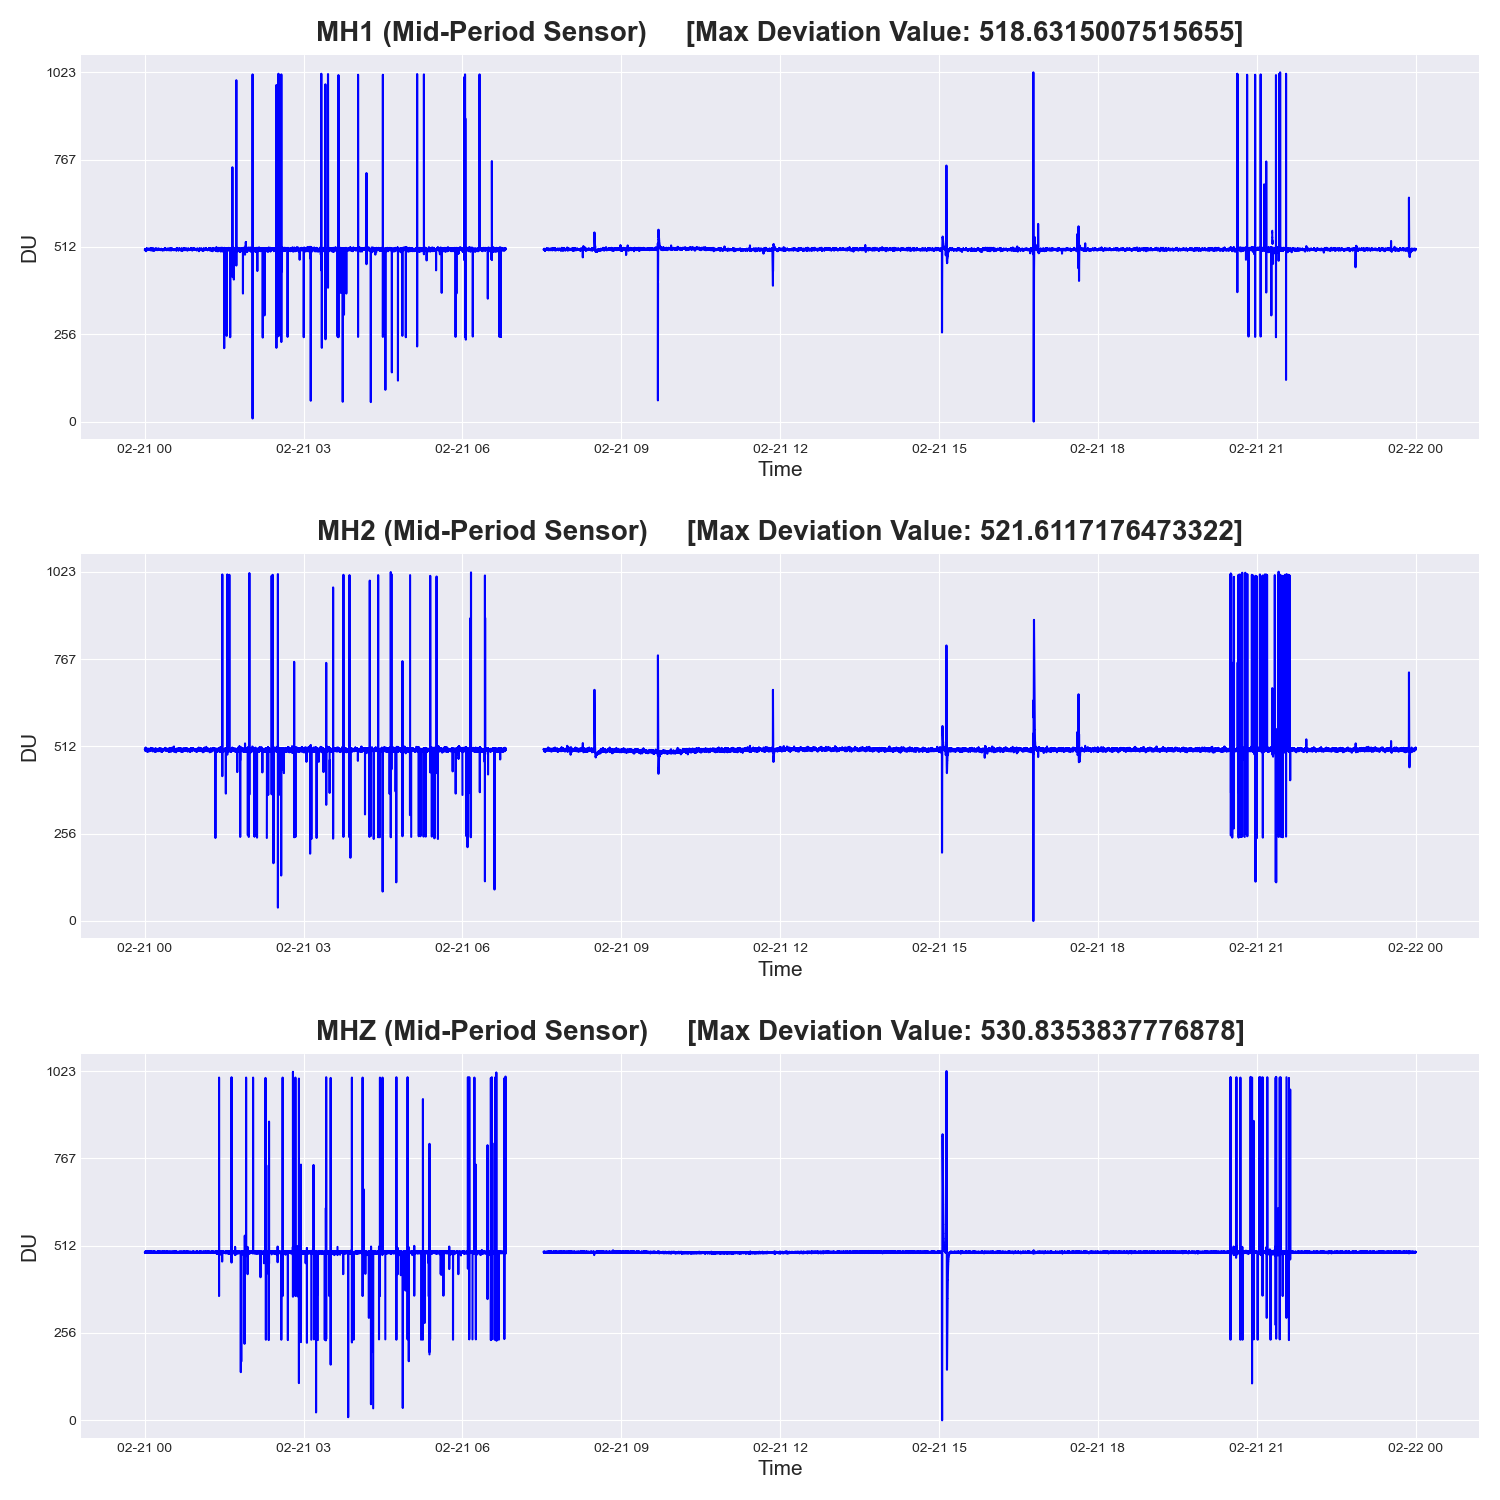 MH1 (Mid-Period Sensor) [Max Deviation Value: 518.6315007515655]
1023
767
512
256
0
DU
02-21 00 02-21 03 02-21 06 02-21 09 02-21 12 02-21 15 02-21 18 02-21 21 02-22 00
Time
MH2 (Mid-Period Sensor) [Max Deviation Value: 521.6117176473322]
1023
767
512
256
0
DU
02-21 00 02-21 03 02-21 06 02-21 09 02-21 12 02-21 15 02-21 18 02-21 21 02-22 00
Time
MHZ (Mid-Period Sensor) [Max Deviation Value: 530.8353837776878]
1023
767
512
256
0
DU
02-21 00 02-21 03 02-21 06 02-21 09 02-21 12 02-21 15 02-21 18 02-21 21 02-22 00
Time